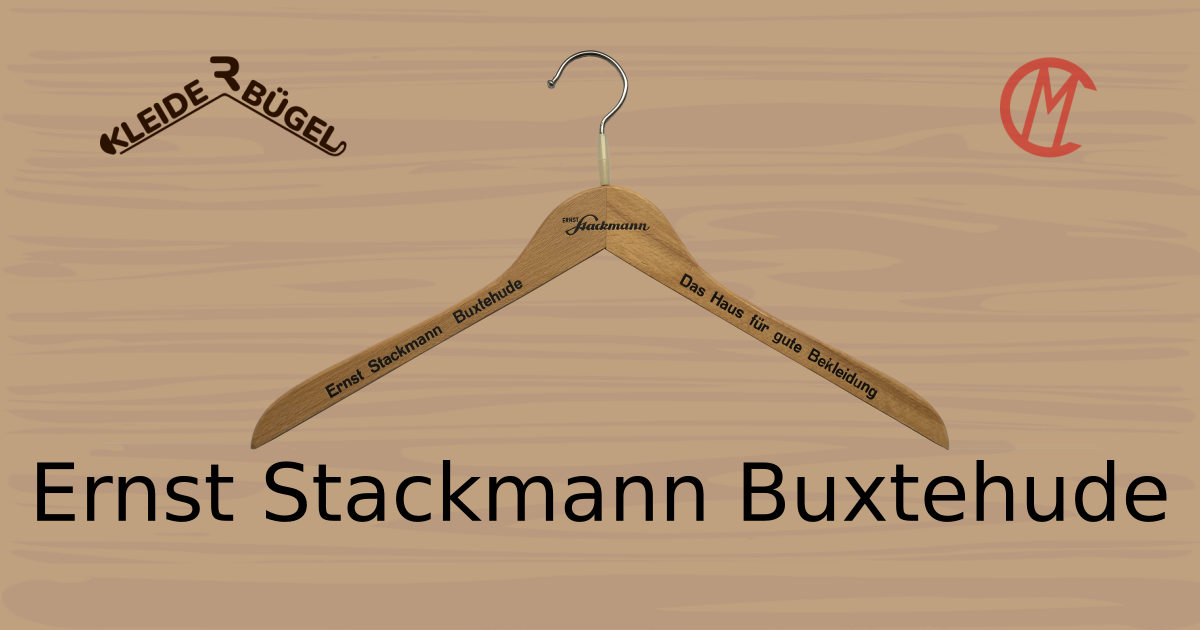 KLEIDERBÜGEL
CM
ERNST
Stackmann
Ernst Stackmann Buxtehude
Das Haus für gute Bekleidung
Ernst Stackmann Buxtehude